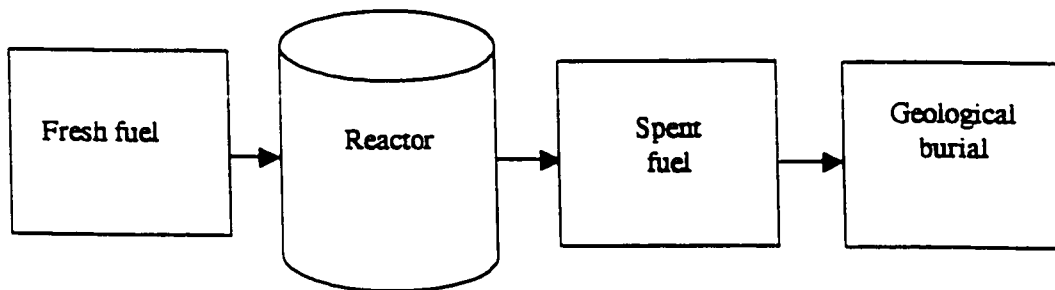 Fresh fuel
Reactor
Spent
fuel
Geological
burial